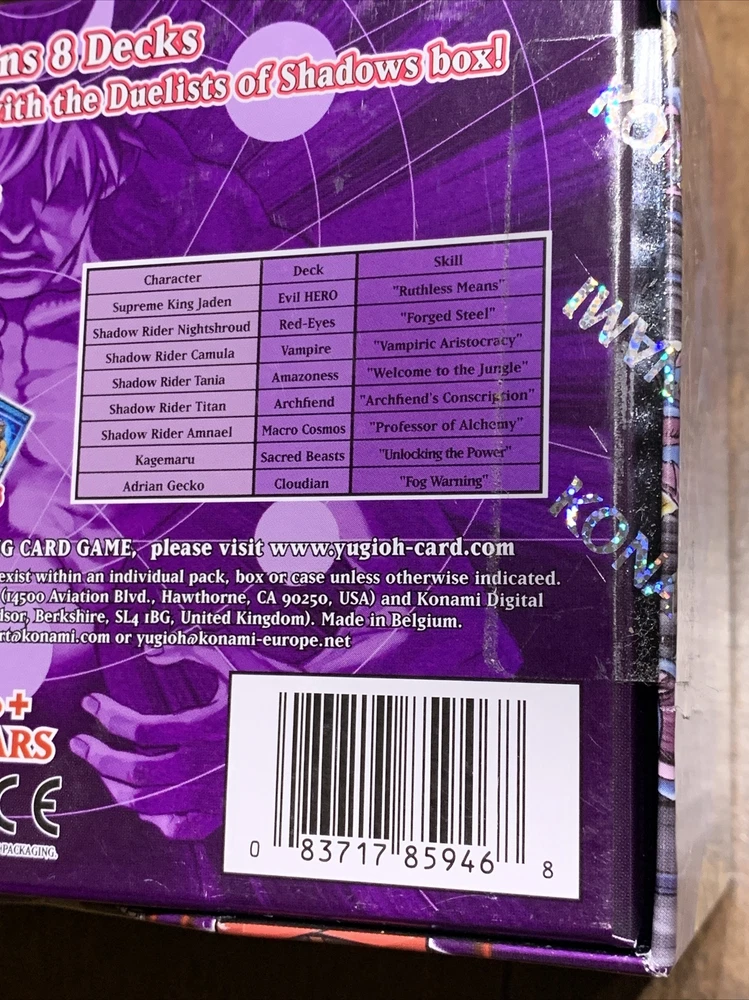 ns 8 Decks
ith the Duelists of Shadows box!
Character Deck Skill
Supreme King Jaden Evil HERO "Ruthless Means"
Shadow Rider Nightshroud Red-Eyes "Forged Steel"
Shadow Rider Camula Vampire "Vampiric Aristocracy"
Shadow Rider Tania Amazoness "Welcome to the Jungle"
Shadow Rider Titan Archfiend "Archfiend's Conscription"
Shadow Rider Amnael Macro Cosmos "Professor of Alchemy"
Kagemaru Sacred Beasts "Unlocking the Power"
Adrian Gecko Cloudian "Fog Warning"
G CARD GAME, please visit www.yugioh-card.com
exist within an individual pack, box or case unless otherwise indicated.
(14500 Aviation Blvd., Hawthorne, CA 90250, USA) and Konami Digital
dsor, Berkshire, SL4 1BG, United Kingdom). Made in Belgium.
rt@konami.com or yugioh@konami-europe.net
+
ARS
CE
PACKAGING.
0 83717 85946 8
KONAMI
KONA